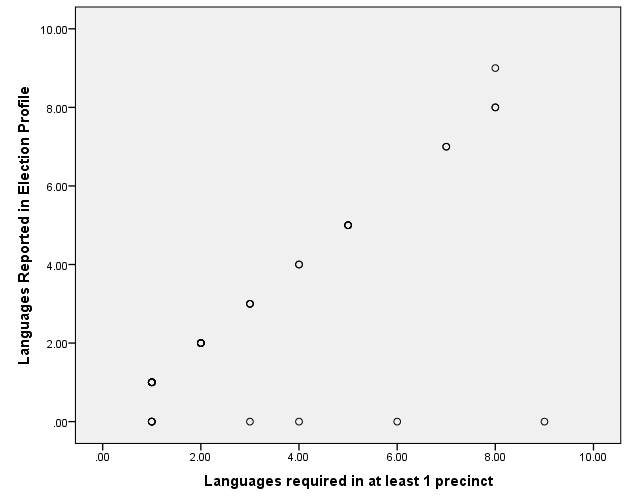 10.00
8.00
6.00
4.00
2.00
.00
Languages Reported in Election Profile
.00 2.00 4.00 6.00 8.00 10.00
Languages required in at least 1 precinct